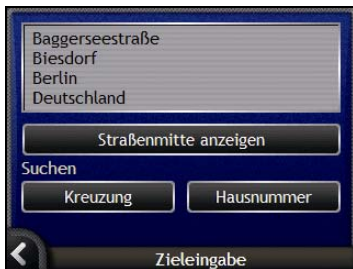 Baggerseestraße
Biesdorf
Berlin
Deutschland
Straßenmitte anzeigen
Suchen
Kreuzung Hausnummer
Zieleingabe